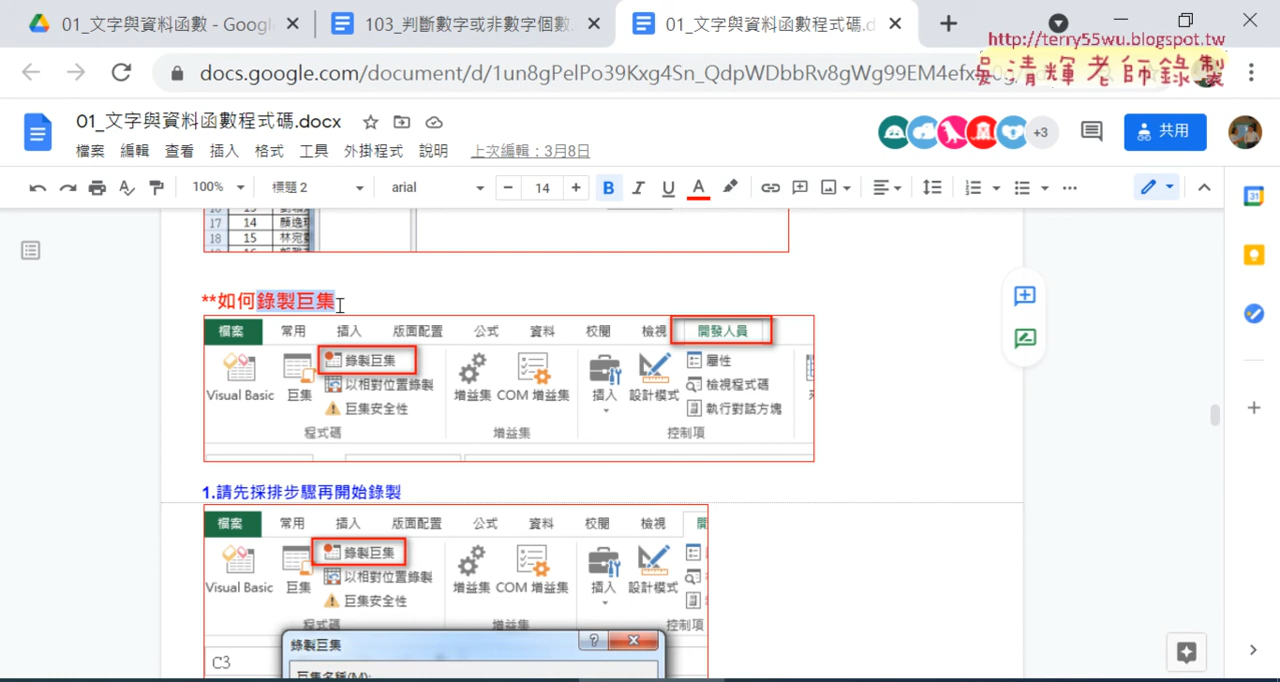 01_文字與資料函數 - Googl
103_判斷數字或非數字個數.
01_文字與資料函數程式碼.d
http://terry55wu.blogspot.tw
吳清輝老師錄製
docs.google.com/document/d/1un8gPelPo39Kxg4Sn_QdpWDbbRv8gWg99EM4efx
01_文字與資料函數程式碼.docx
檔案 編輯 查看 插入 格式 工具 外掛程式 說明 上次編輯：3月8日
+3
共用
100% 標題 2 arial 14 B I U A
17 14 顏逸
18 15 林宛
**如何錄製巨集
檔案 常用 插入 版面配置 公式 資料 校閱 檢視 開發人員
錄製巨集 屬性
以相對位置錄製 檢視程式碼
Visual Basic 巨集 增益集 COM 增益集 插入 設計模式
巨集安全性 執行對話方塊
程式碼 增益集 控制項
1.請先採排步驟再開始錄製
檔案 常用 插入 版面配置 公式 資料 校閱 檢視 開
錄製巨集
以相對位置錄製
Visual Basic 巨集 增益集 COM 增益集 插入 設計模式
巨集安全性
程式碼 增益集 控制項
錄製巨集
C3
巨集名稱(M):